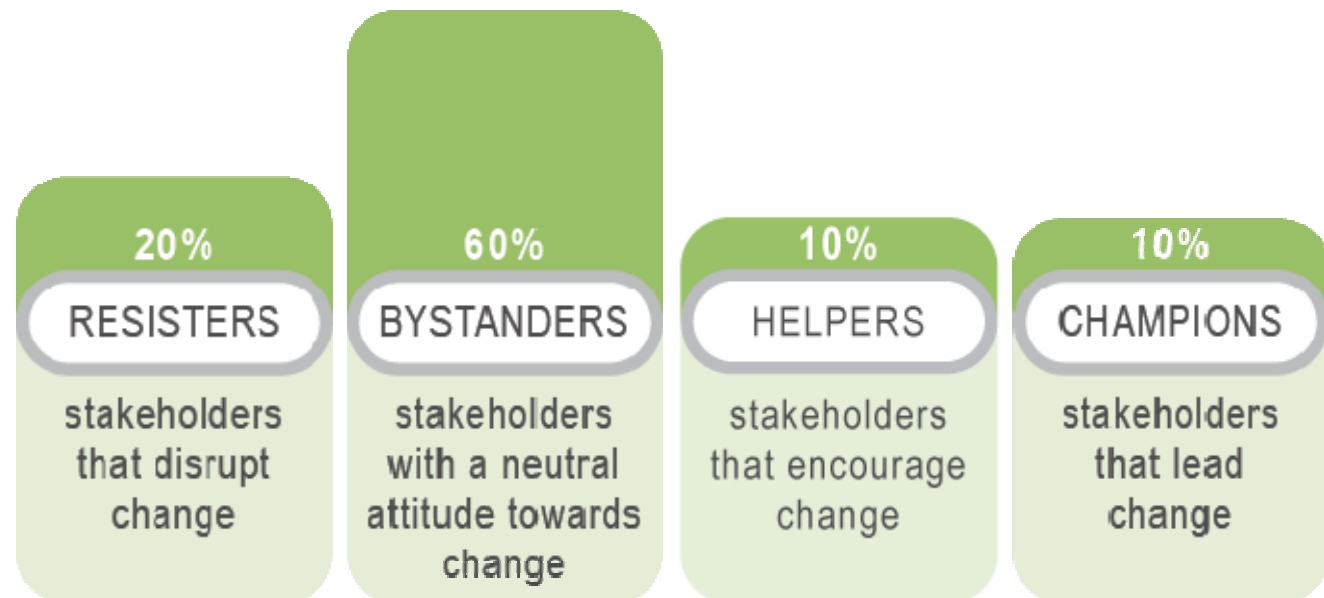 20%
RESISTERS
stakeholders
that disrupt
change
60%
BYSTANDERS
stakeholders
with a neutral
attitude towards
change
10%
HELPERS
stakeholders
that encourage
change
10%
CHAMPIONS
stakeholders
that lead
change